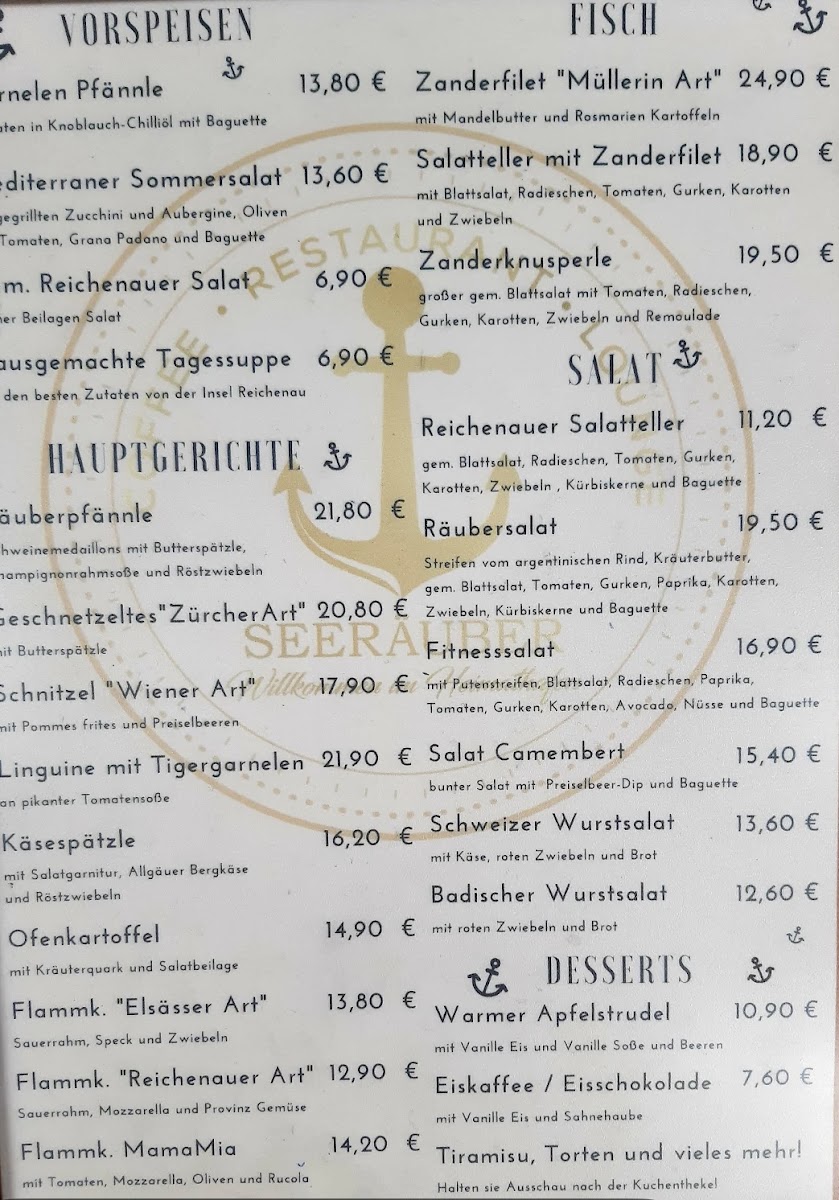 VORSPEISEN
rnelen Pfännle 13,80 €
aten in Knoblauch-Chilliöl mit Baguette
editerraner Sommersalat 13,60 €
gegrillten Zucchini und Aubergine, Oliven
Tomaten, Grana Padano und Baguette
m. Reichenauer Salat 6,90 €
ner Beilagen Salat
ausgemachte Tagessuppe 6,90 €
den besten Zutaten von der Insel Reichenau
HAUPTGERICHTE
äuberpfännle 21,80 €
hweinemedaillons mit Butterspätzle,
hampignonrahmsoße und Röstzwiebeln
Geschnetzeltes "ZürcherArt" 20,80 €
mit Butterspätzle
Schnitzel "Wiener Art" 17,90 €
mit Pommes frites und Preiselbeeren
Linguine mit Tigergarnelen 21,90 €
an pikanter Tomatensoße
Käsespätzle 16,20 €
mit Salatgarnitur, Allgäuer Bergkäse
und Röstzwiebeln
Ofenkartoffel 14,90 €
mit Kräuterquark und Salatbeilage
Flammk. "Elsässer Art" 13,80 €
Sauerrahm, Speck und Zwiebeln
Flammk. "Reichenauer Art" 12,90 €
Sauerrahm, Mozzarella und Provinz Gemüse
Flammk. MamaMia 14,20 €
mit Tomaten, Mozzarella, Oliven und Rucola
FISCH
Zanderfilet "Müllerin Art" 24,90 €
mit Mandelbutter und Rosmarien Kartoffeln
Salatteller mit Zanderfilet 18,90 €
mit Blattsalat, Radieschen, Tomaten, Gurken, Karotten
und Zwiebeln
Zanderknusperle 19,50 €
großer gem. Blattsalat mit Tomaten, Radieschen,
Gurken, Karotten, Zwiebeln und Remoulade
SALAT
Reichenauer Salatteller 11,20 €
gem. Blattsalat, Radieschen, Tomaten, Gurken,
Karotten, Zwiebeln , Kürbiskerne und Baguette
Räubersalat 19,50 €
Streifen vom argentinischen Rind, Kräuterbutter,
gem. Blattsalat, Tomaten, Gurken, Paprika, Karotten,
Zwiebeln, Kürbiskerne und Baguette
Fitnesssalat 16,90 €
mit Putenstreifen, Blattsalat, Radieschen, Paprika,
Tomaten, Gurken, Karotten, Avocado, Nüsse und Baguette
Salat Camembert 15,40 €
bunter Salat mit Preiselbeer-Dip und Baguette
Schweizer Wurstsalat 13,60 €
mit Käse, roten Zwiebeln und Brot
Badischer Wurstsalat 12,60 €
mit roten Zwiebeln und Brot
DESSERTS
Warmer Apfelstrudel 10,90 €
mit Vanille Eis und Vanille Soße und Beeren
Eiskaffee / Eisschokolade 7,60 €
mit Vanille Eis und Sahnehaube
Tiramisu, Torten und vieles mehr!
Halten sie Ausschau nach der Kuchentheke!
COFFEE • RESTAURANT • LOUNGE
SEERÄUBER
Willkommen an